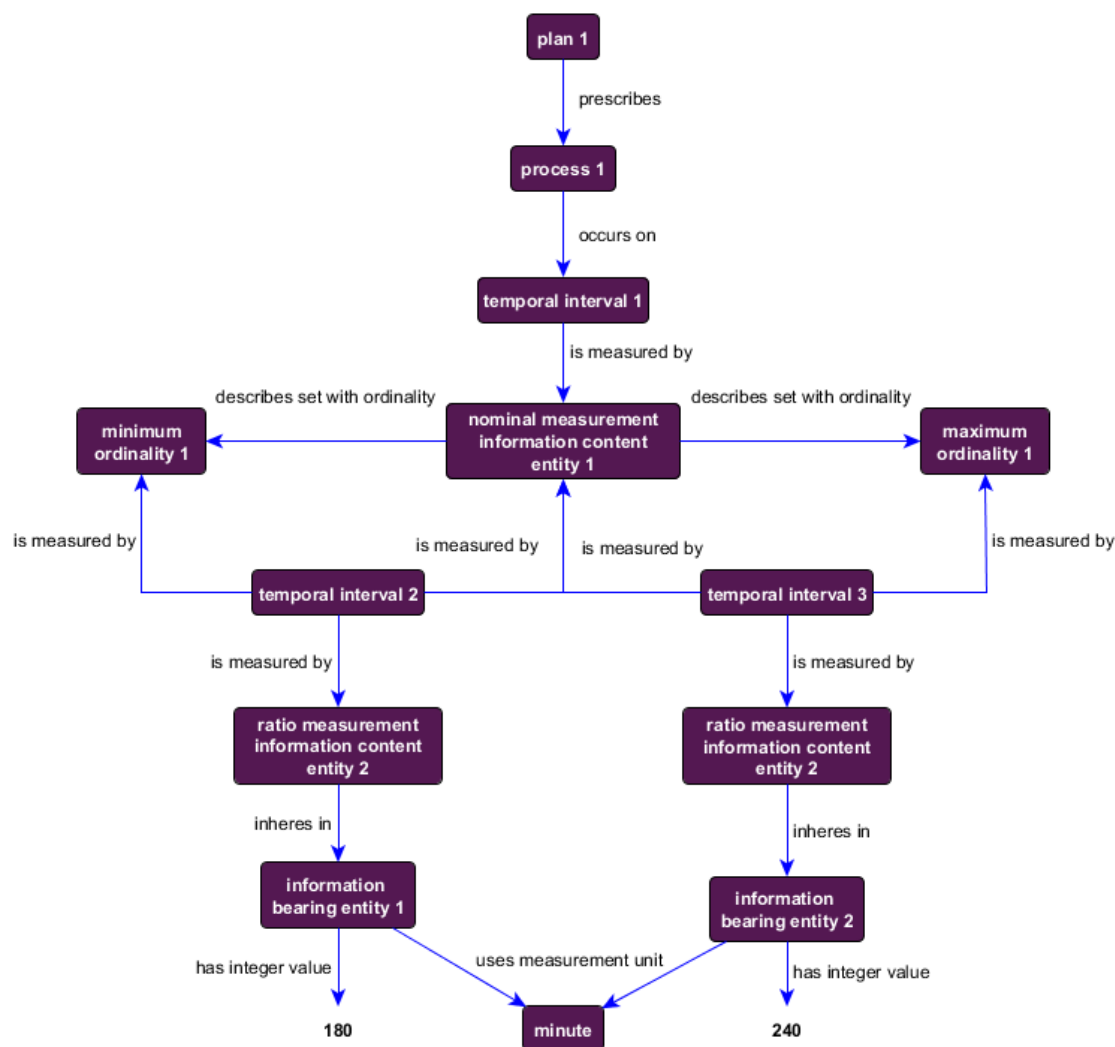 plan 1
prescribes
process 1
occurs on
temporal interval 1
is measured by
describes set with ordinality
describes set with ordinality
minimum
ordinality 1
nominal measurement
information content
entity 1
maximum
ordinality 1
is measured by
is measured by
is measured by
is measured by
temporal interval 2
temporal interval 3
is measured by
is measured by
ratio measurement
information content
entity 2
ratio measurement
information content
entity 2
inheres in
inheres in
information
bearing entity 1
information
bearing entity 2
has integer value
uses measurement unit
has integer value
180
minute
240